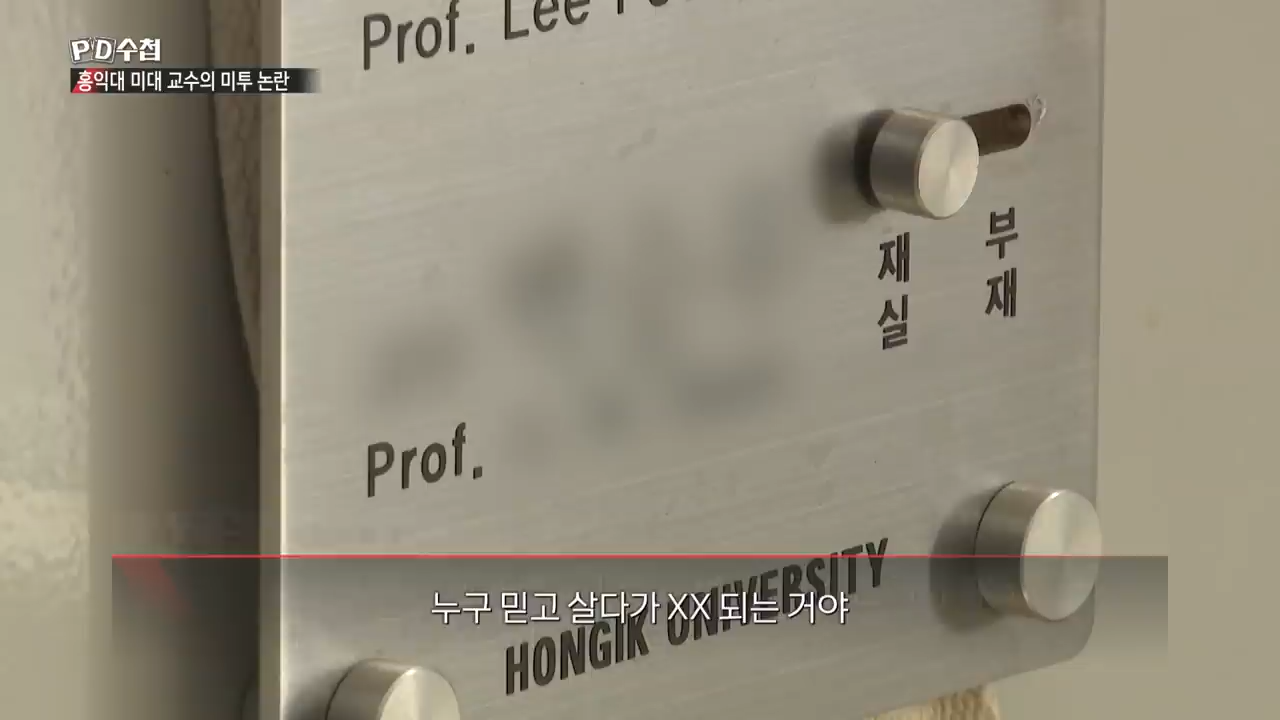 PD수첩
홍익대 미대 교수의 미투 논란
Prof. Lee
재실
부재
Prof.
HONGIK UNIVERSITY
누구 믿고 살다가 XX 되는 거야